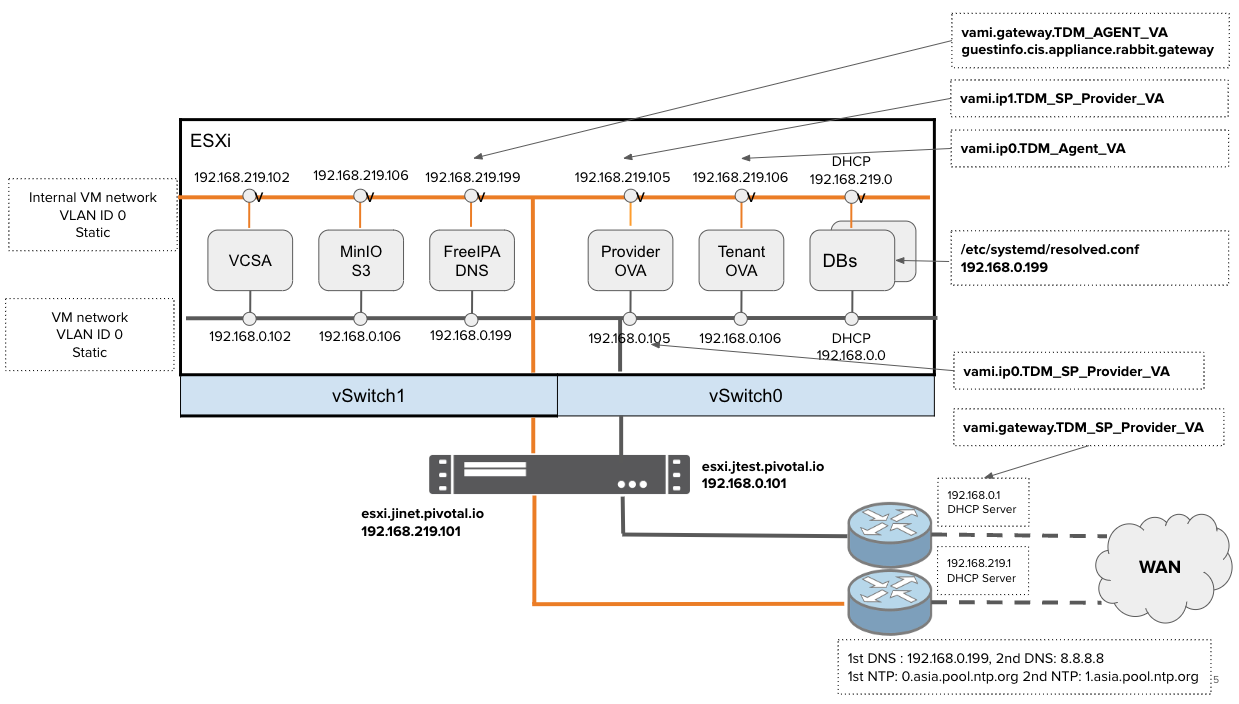 vami.gateway.TDM_AGENT_VA
guestinfo.cis.appliance.rabbit.gateway
vami.ip1.TDM_SP_Provider_VA
vami.ip0.TDM_Agent_VA
ESXi
DHCP
192.168.219.102
192.168.219.106
192.168.219.199
192.168.219.105
192.168.219.106
192.168.219.0
Internal VM network
VLAN ID 0
Static
V
V
V
V
V
V
VCSA
MinIO
S3
FreeIPA
DNS
Provider
OVA
Tenant
OVA
DBs
/etc/systemd/resolved.conf
192.168.0.199
VM network
VLAN ID 0
Static
192.168.0.102
192.168.0.106
192.168.0.199
192.168.0.105
192.168.0.106
DHCP
192.168.0.0
vami.ip0.TDM_SP_Provider_VA
vSwitch1
vSwitch0
vami.gateway.TDM_SP_Provider_VA
esxi.jtest.pivotal.io
192.168.0.101
esxi.jinet.pivotal.io
192.168.219.101
192.168.0.1
DHCP Server
192.168.219.1
DHCP Server
WAN
1st DNS : 192.168.0.199, 2nd DNS: 8.8.8.8
1st NTP: 0.asia.pool.ntp.org 2nd NTP: 1.asia.pool.ntp.org
5